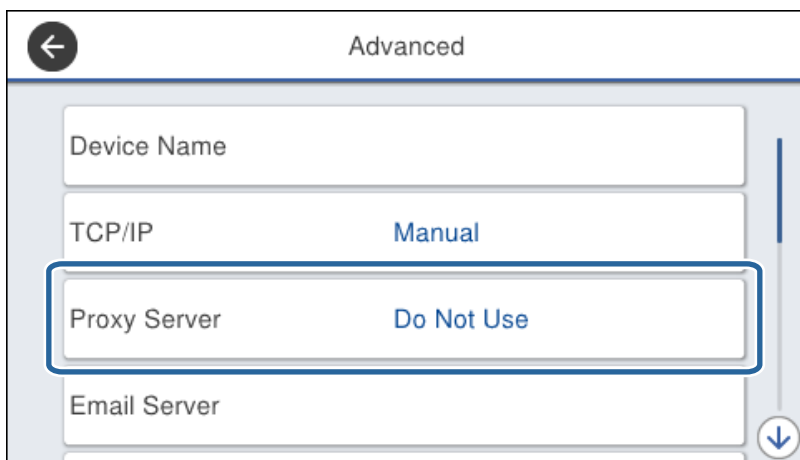 Advanced
Device Name
TCP/IP Manual
Proxy Server Do Not Use
Email Server